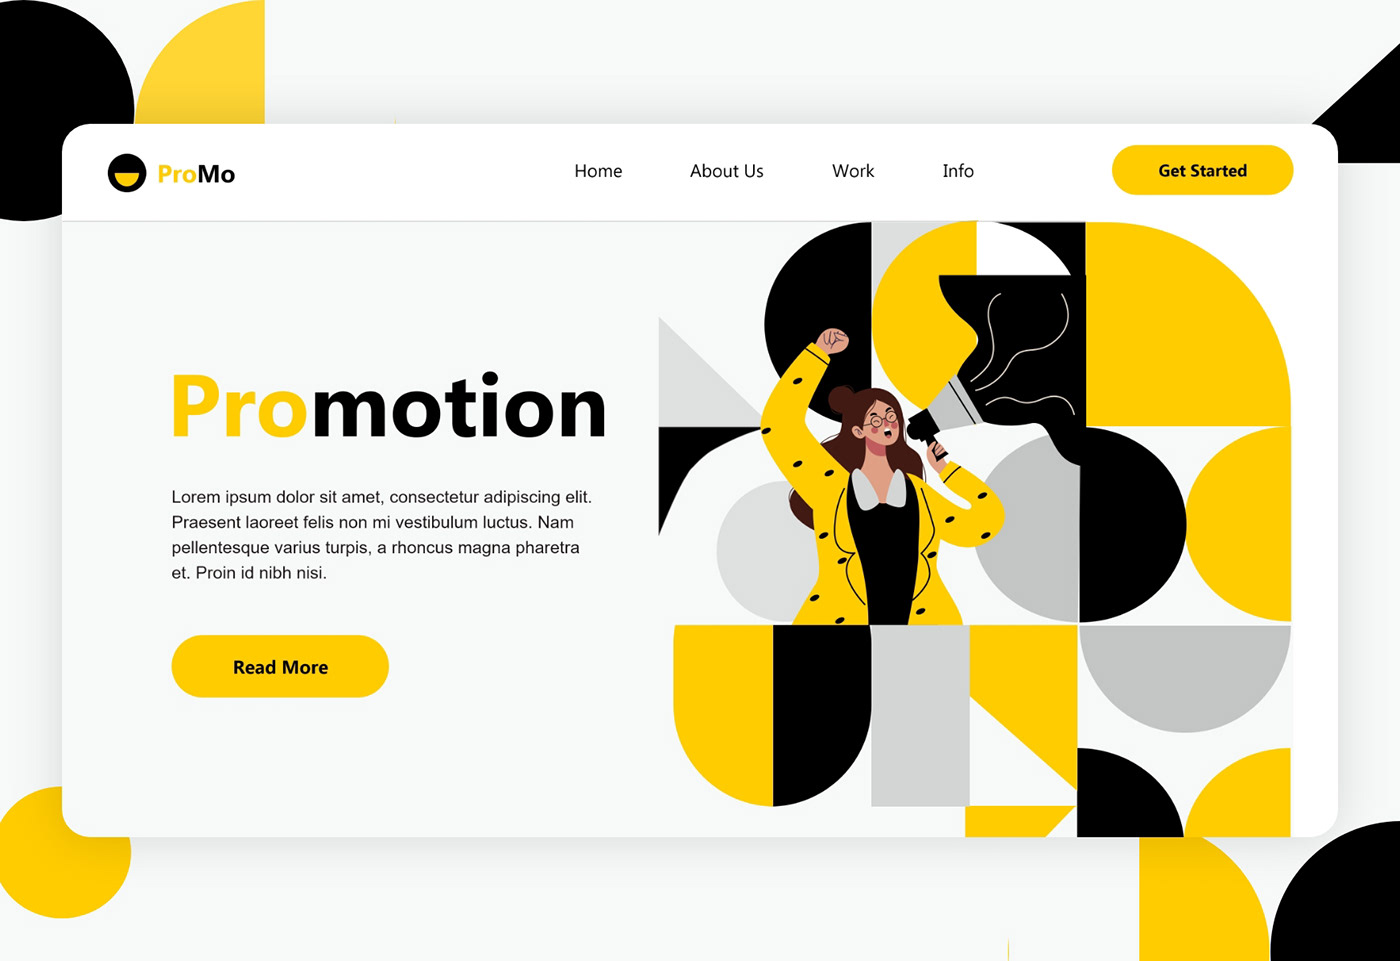 ProMo
Home
About Us
Work
Info
Get Started
Promotion
Lorem ipsum dolor sit amet, consectetur adipiscing elit.
Praesent laoreet felis non mi vestibulum luctus. Nam
pellentesque varius turpis, a rhoncus magna pharetra
et. Proin id nibh nisi.
Read More